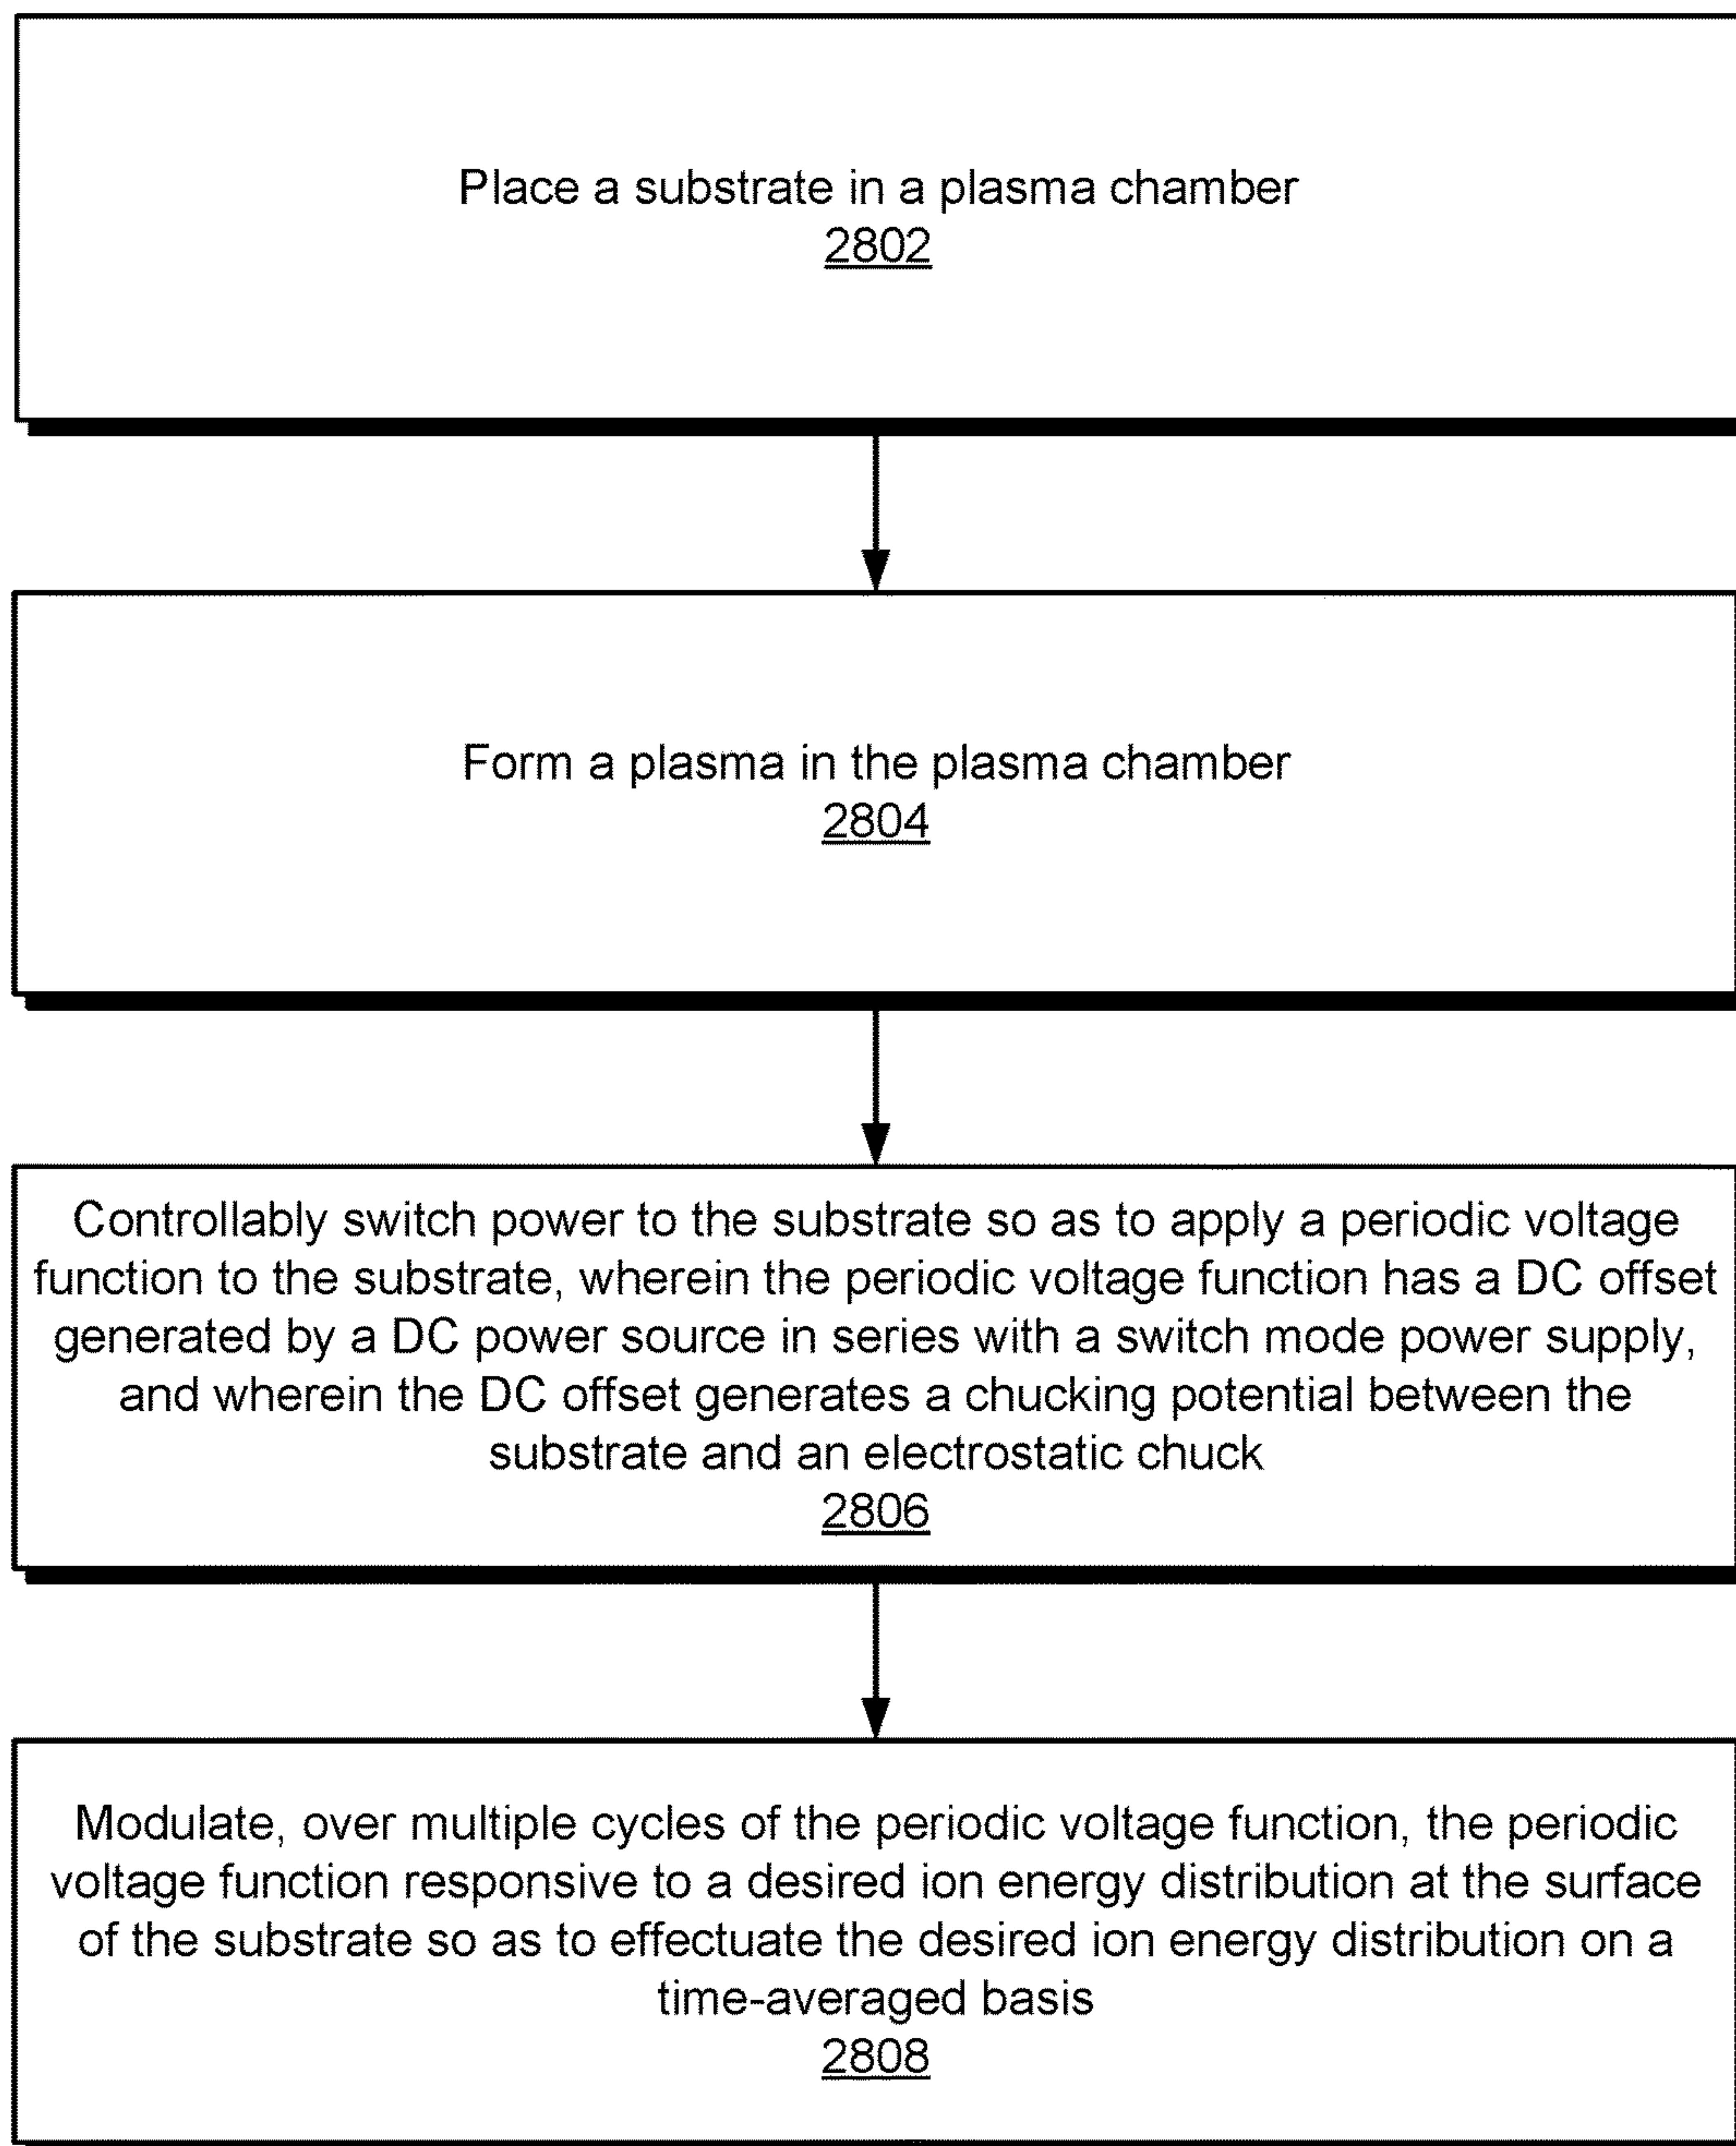 Place a substrate in a plasma chamber
2802
Form a plasma in the plasma chamber
2804
Controllably switch power to the substrate so as to apply a periodic voltage
function to the substrate, wherein the periodic voltage function has a DC offset
generated by a DC power source in series with a switch mode power supply,
and wherein the DC offset generates a chucking potential between the
substrate and an electrostatic chuck
2806
Modulate, over multiple cycles of the periodic voltage function, the periodic
voltage function responsive to a desired ion energy distribution at the surface
of the substrate so as to effectuate the desired ion energy distribution on a
time-averaged basis
2808